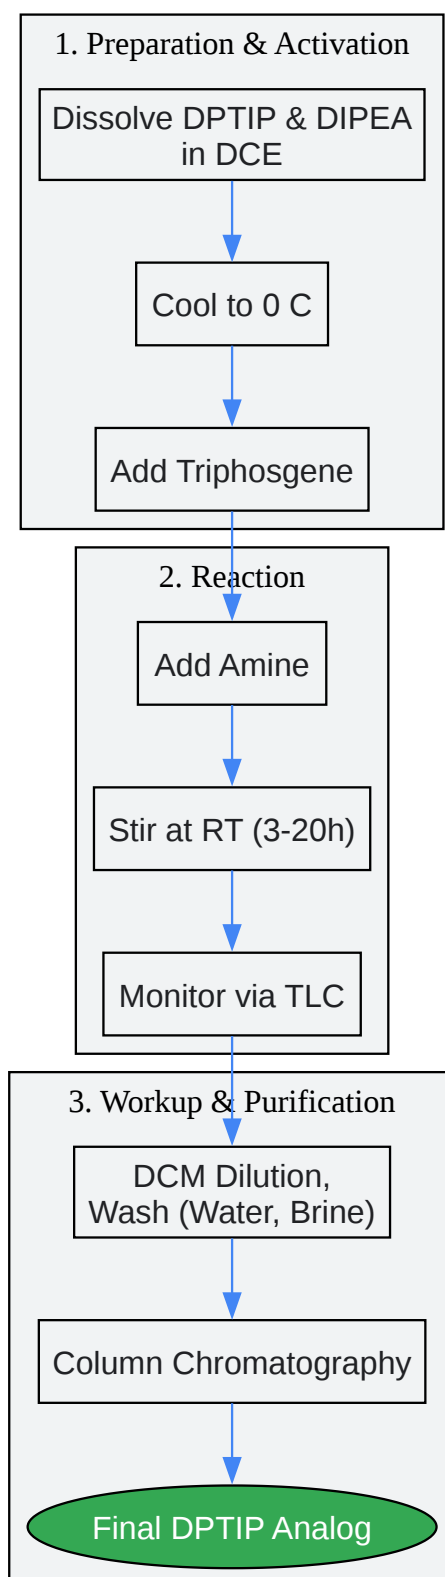 1. Preparation & Activation
Dissolve DPTIP & DIPEA
in DCE
Cool to 0 C
Add Triphosgene
2. Reaction
Add Amine
Stir at RT (3-20h)
Monitor via TLC
3. Workup & Purification
DCM Dilution,
Wash (Water, Brine)
Column Chromatography
Final DPTIP Analog